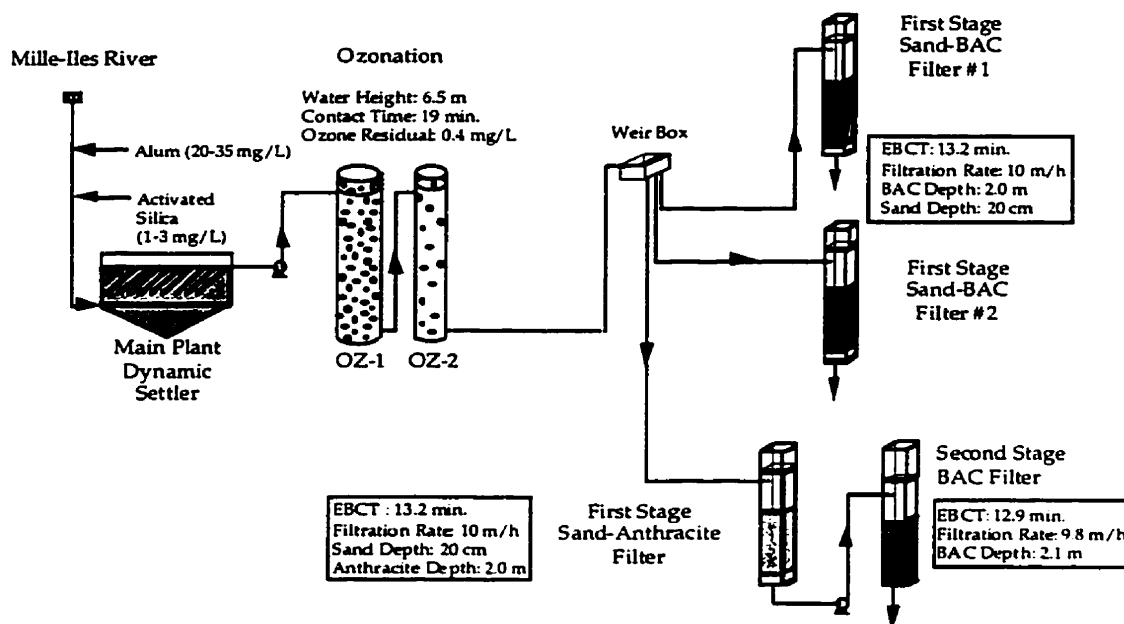 Mille-Iles River
Alum (20-35 mg/L)
Activated
Silica
(1-3 mg/L)
Main Plant
Dynamic
Settler
Ozonation
Water Height: 6.5 m
Contact Time: 19 min.
Ozone Residual: 0.4 mg/L
OZ-1
OZ-2
Weir Box
First Stage
Sand-BAC
Filter #1
EBCT: 13.2 min.
Filtration Rate: 10 m/h
BAC Depth: 2.0 m
Sand Depth: 20 cm
First Stage
Sand-BAC
Filter #2
EBCT : 13.2 min.
Filtration Rate: 10 m/h
Sand Depth: 20 cm
Anthracite Depth: 2.0 m
First Stage
Sand-Anthracite
Filter
Second Stage
BAC Filter
EBCT: 12.9 min.
Filtration Rate: 9.8 m/h
BAC Depth: 2.1 m